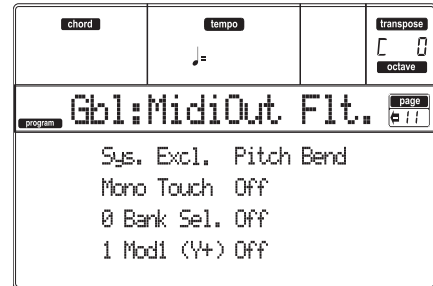 chord tempo transpose
♩= C 0
octave
program Gbl:MidiOut Flt. page 11
Sys. Excl. Pitch Bend
Mono Touch Off
0 Bank Sel. Off
1 Mod1 (Y+) Off